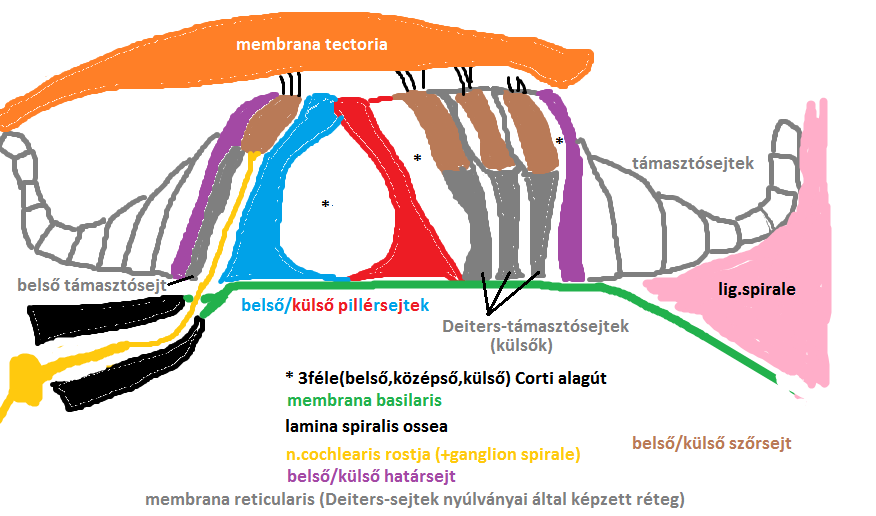 membrana tectoria
*
*
*
támasztósejtek
belső támasztósejt
lig.spirale
belső/külső pillérsejtek
Deiters-támasztósejtek
(külsők)
* 3féle(belső,középső,külső) Corti alagút
membrana basilaris
lamina spiralis ossea
belső/külső szőrsejt
n.cochlearis rostja (+ganglion spirale)
belső/külső határsejt
membrana reticularis (Deiters-sejtek nyúlványai által képzett réteg)